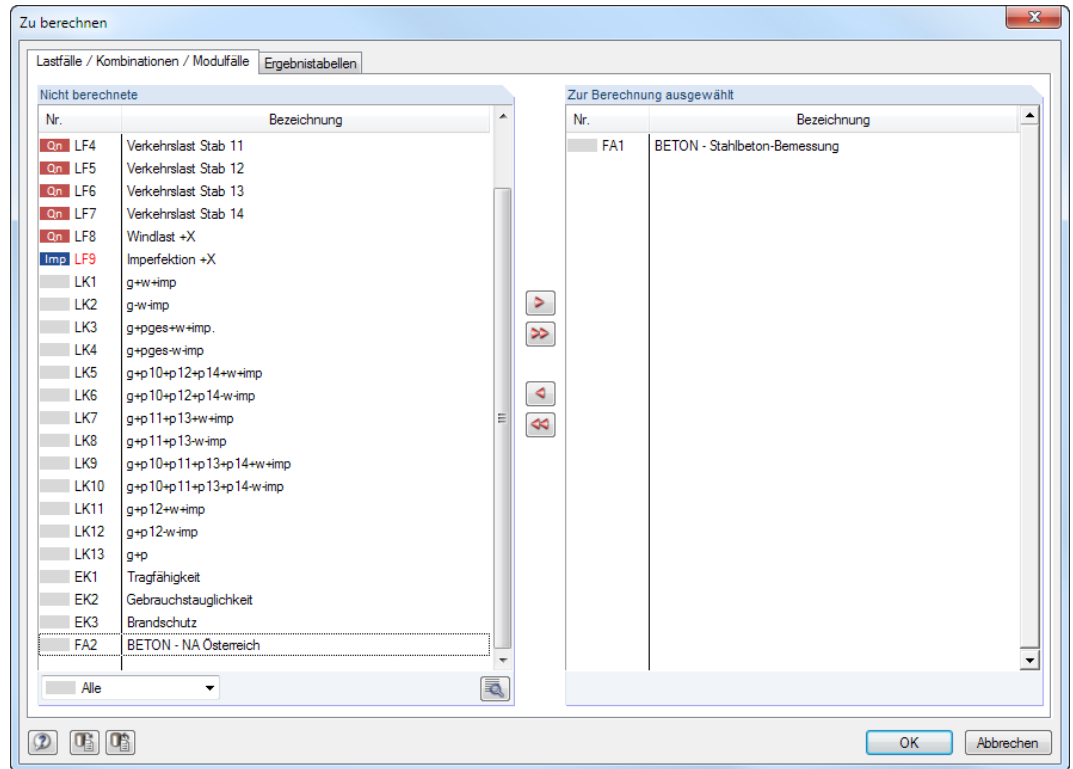 Zu berechnen
Lastfälle / Kombinationen / Modulfälle Ergebnistabellen
Nicht berechnete
Nr. Bezeichnung
Qn LF4 Verkehrslast Stab 11
Qn LF5 Verkehrslast Stab 12
Qn LF6 Verkehrslast Stab 13
Qn LF7 Verkehrslast Stab 14
Qn LF8 Windlast +X
Imp LF9 Imperfektion +X
LK1 g+w+imp
LK2 g-w-imp
LK3 g+pges+w+imp.
LK4 g+pges-w-imp
LK5 g+p10+p12+p14+w+imp
LK6 g+p10+p12+p14-w-imp
LK7 g+p11+p13+w+imp
LK8 g+p11+p13-w-imp
LK9 g+p10+p11+p13+p14+w+imp
LK10 g+p10+p11+p13+p14-w-imp
LK11 g+p12+w+imp
LK12 g+p12-w-imp
LK13 g+p
EK1 Tragfähigkeit
EK2 Gebrauchstauglichkeit
EK3 Brandschutz
FA2 BETON - NA Österreich
Alle
Zur Berechnung ausgewählt
Nr. Bezeichnung
FA1 BETON - Stahlbeton-Bemessung
OK Abbrechen